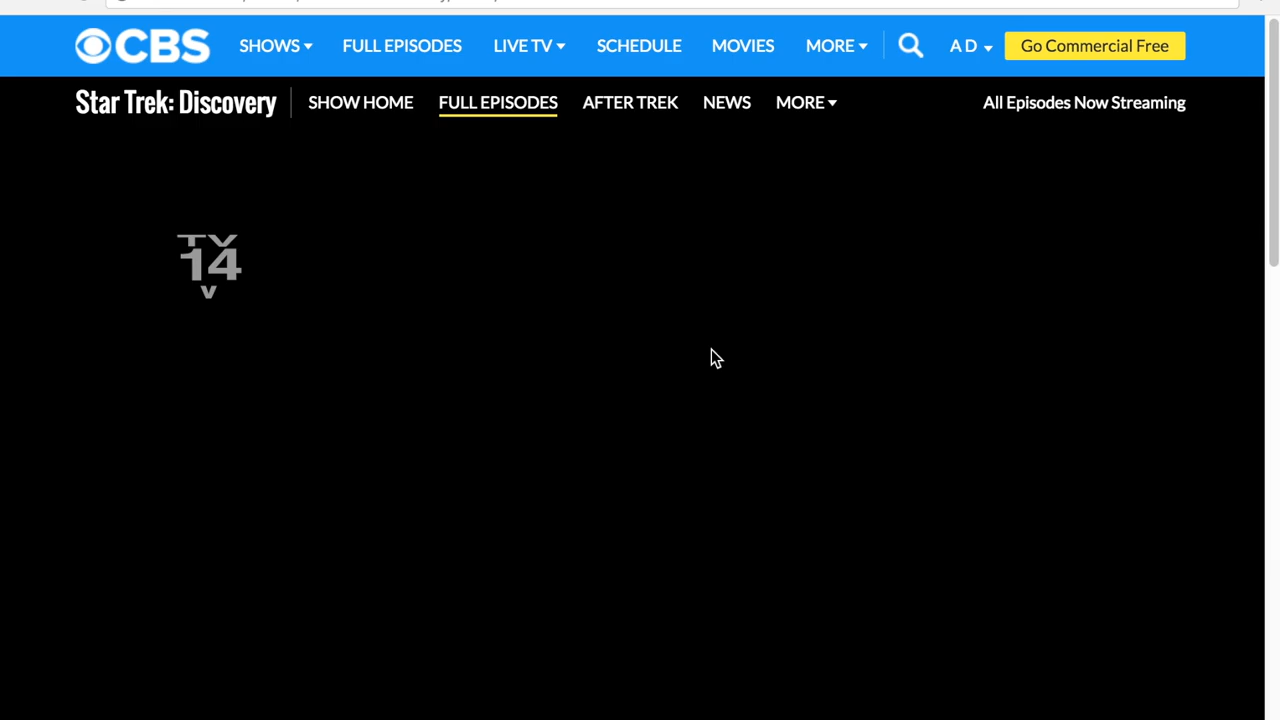 CBS SHOWS FULL EPISODES LIVE TV SCHEDULE MOVIES MORE A D Go Commercial Free
Star Trek: Discovery SHOW HOME FULL EPISODES AFTER TREK NEWS MORE All Episodes Now Streaming
TV
14
V